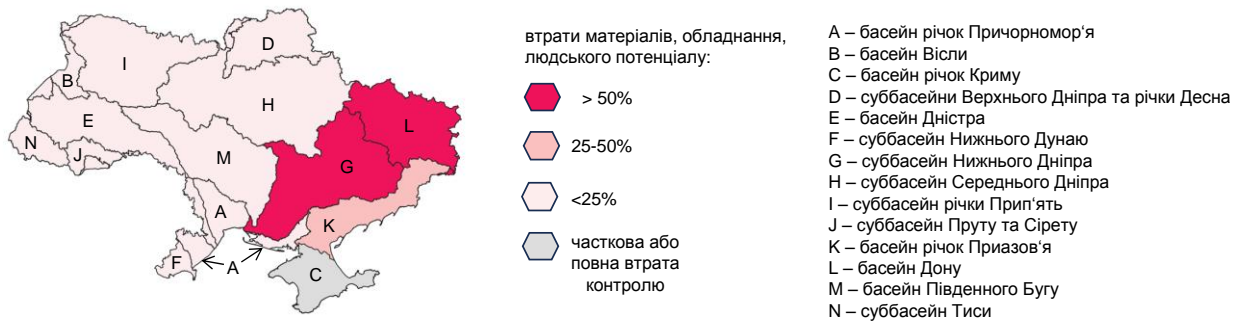 D
I
B
H
E
L
N
J
M
G
A
K
F
A
C
втрати матеріалів, обладнання,
людського потенціалу:
> 50%
25-50%
<25%
часткова або
повна втрата
контролю
A – басейн річок Причорномор‘я
B – басейн Вісли
C – басейн річок Криму
D – суббасейни Верхнього Дніпра та річки Десна
E – басейн Дністра
F – суббасейн Нижнього Дунаю
G – суббасейн Нижнього Дніпра
H – суббасейн Середнього Дніпра
I – суббасейн річки Прип‘ять
J – суббасейн Пруту та Сірету
K – басейн річок Приазов‘я
L – басейн Дону
M – басейн Південного Бугу
N – суббасейн Тиси